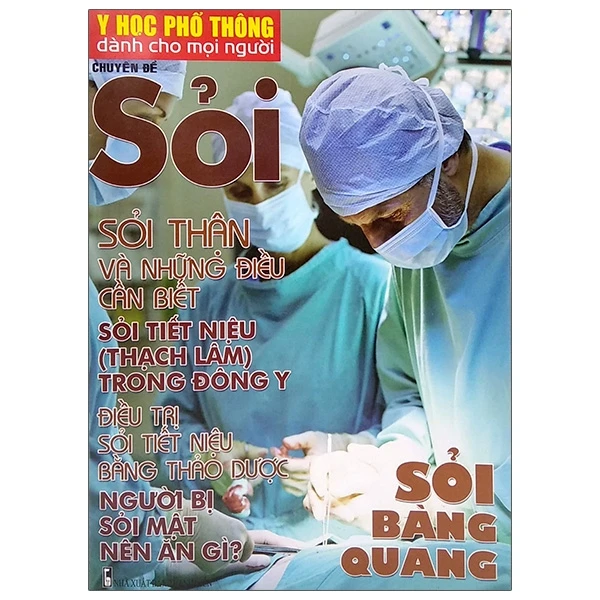 Y HỌC PHỔ THÔNG
dành cho mọi người
CHUYÊN ĐỀ
Sỏi
SỎI THẬN
VÀ NHỮNG ĐIỀU
CẦN BIẾT
SỎI TIẾT NIỆU
(THẠCH LÂM)
TRONG ĐÔNG Y
ĐIỀU TRỊ
SỎI TIẾT NIỆU
BẰNG THẢO DƯỢC
NGƯỜI BỊ
SỎI MẬT
NÊN ĂN GÌ?
SỎI
BÀNG
QUANG
NHÀ XUẤT